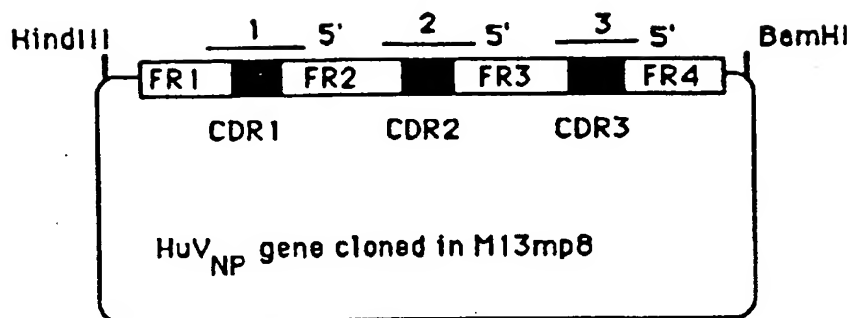 HindIII 1 5' 2 5' 3 5' BamHI
FR1 FR2 FR3 FR4
CDR1 CDR2 CDR3
HuVNP gene cloned in M13mp8